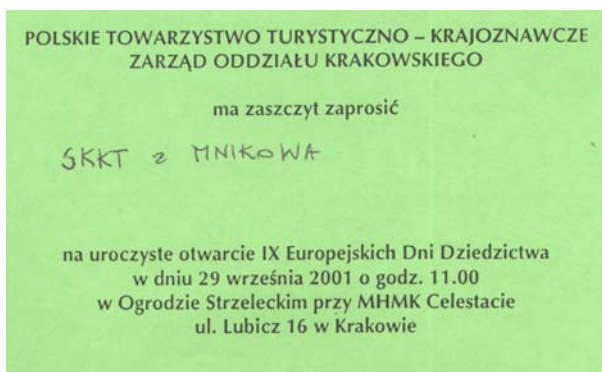 POLSKIE TOWARZYSTWO TURYSTYCZNO – KRAJOZNAWCZE
ZARZĄD ODDZIAŁU KRAKOWSKIEGO
ma zaszczyt zaprosić
SKKT z MNIKOWA
na uroczyste otwarcie IX Europejskich Dni Dziedzictwa
w dniu 29 września 2001 o godz. 11.00
w Ogrodzie Strzeleckim przy MHMK Celestacie
ul. Lubicz 16 w Krakowie